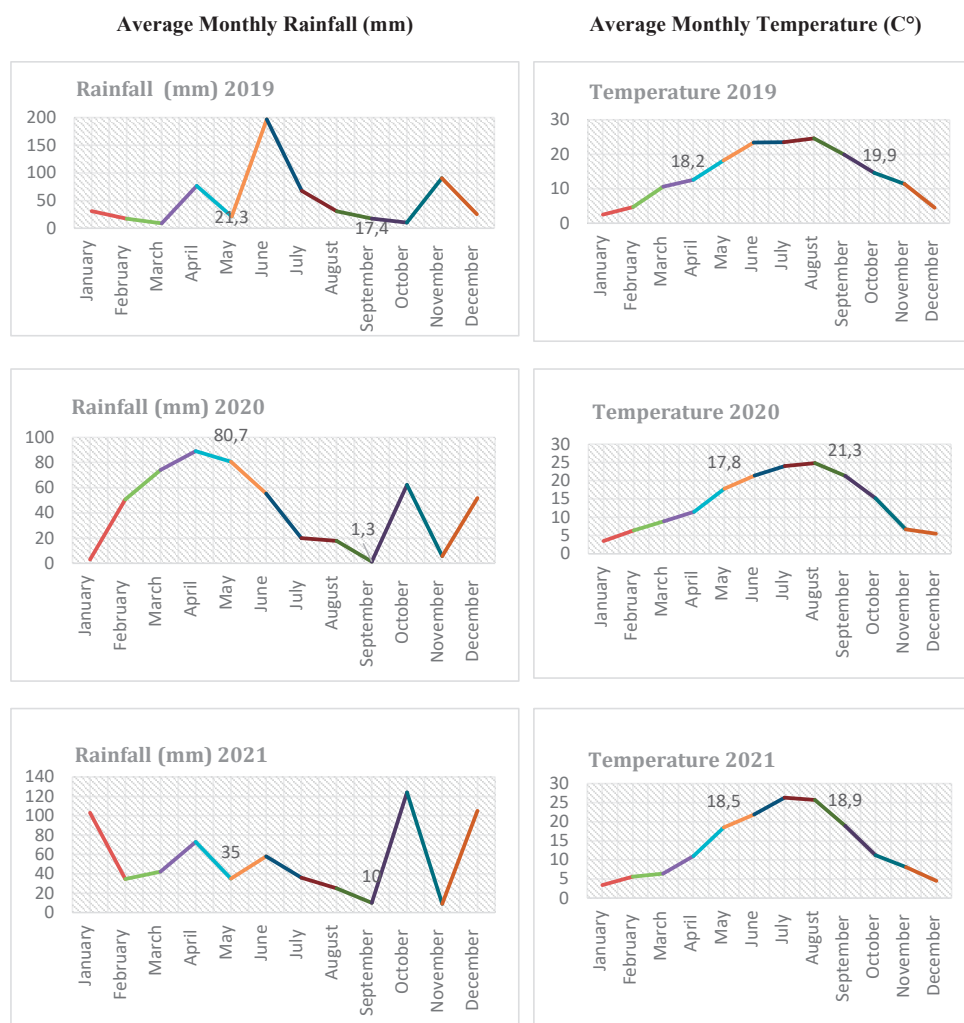 Average Monthly Rainfall (mm)
Average Monthly Temperature (C°)
Rainfall (mm) 2019
200
150
100
50
0
21,3
17,4
January
February
March
April
May
June
July
August
September
October
November
December
Temperature 2019
30
20
10
0
18,2
19,9
January
February
March
April
May
June
July
August
September
October
November
December
Rainfall (mm) 2020
100
80
60
40
20
0
80,7
1,3
January
February
March
April
May
June
July
August
September
October
November
December
Temperature 2020
30
25
20
15
10
5
0
17,8
21,3
January
February
March
April
May
June
July
August
September
October
November
December
Rainfall (mm) 2021
140
120
100
80
60
40
20
0
35
10
January
February
March
April
May
June
July
August
September
October
November
December
Temperature 2021
30
25
20
15
10
5
0
18,5
18,9
January
February
March
April
May
June
July
August
September
October
November
December